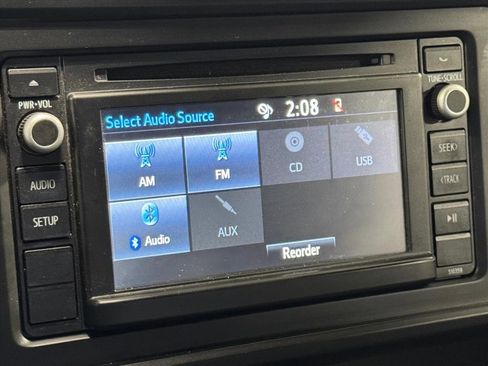 PWR•VOL
AUDIO
SETUP
Select Audio Source
2:08
AM
FM
CD
USB
Audio
AUX
Reorder
TUNE•SCROLL
SEEK>
<TRACK